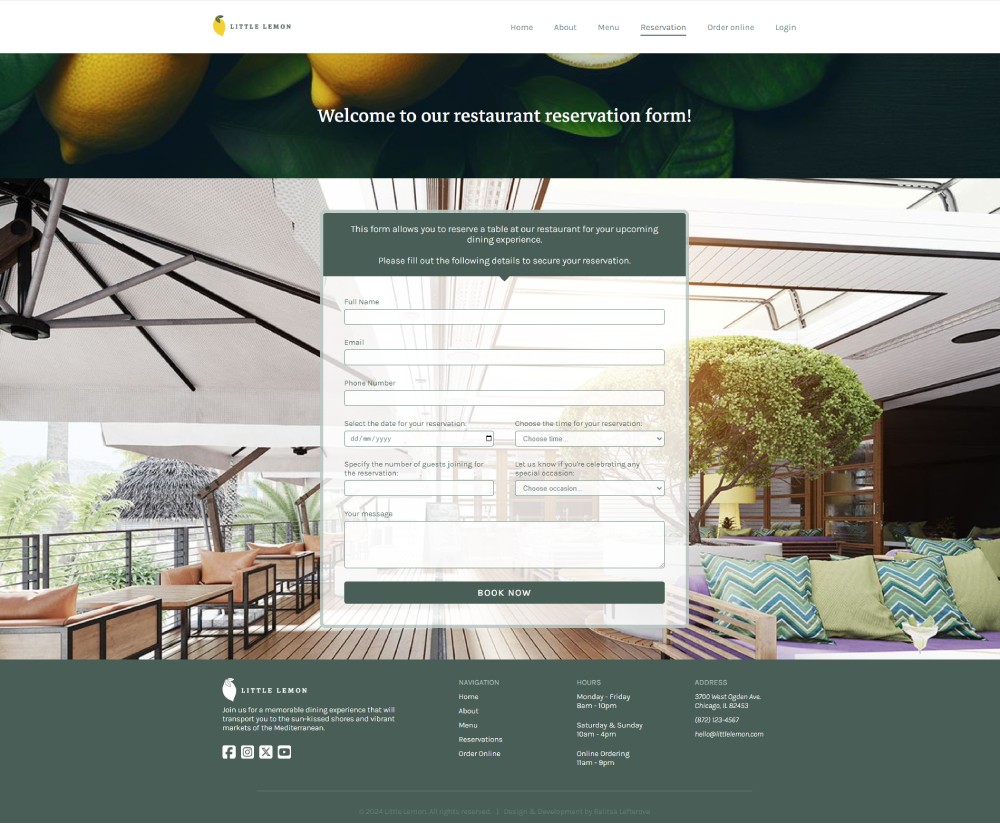 LITTLE LEMON
Home About Menu Reservation Order online Login
Welcome to our restaurant reservation form!
This form allows you to reserve a table at our restaurant for your upcoming
dining experience.
Please fill out the following details to secure your reservation.
Full Name
Email
Phone Number
Select the date for your reservation: Choose the time for your reservation:
dd/mm/yyyy Choose time...
Specify the number of guests joining for
the reservation:
Let us know if you're celebrating any
special occasion:
Choose occasion...
Your message
BOOK NOW
LITTLE LEMON
Join us for a memorable dining experience that will
transport you to the sun-kissed shores and vibrant
markets of the Mediterranean.
NAVIGATION
Home
About
Menu
Reservations
Order Online
HOURS
Monday - Friday
8am - 10pm
Saturday & Sunday
10am - 4pm
Online Ordering
11am - 9pm
ADDRESS
3700 West Ogden Ave.
Chicago, IL 82453
(872) 123-4567
hello@littlelemon.com
© 2024 Little Lemon. All rights reserved. | Design & Development by